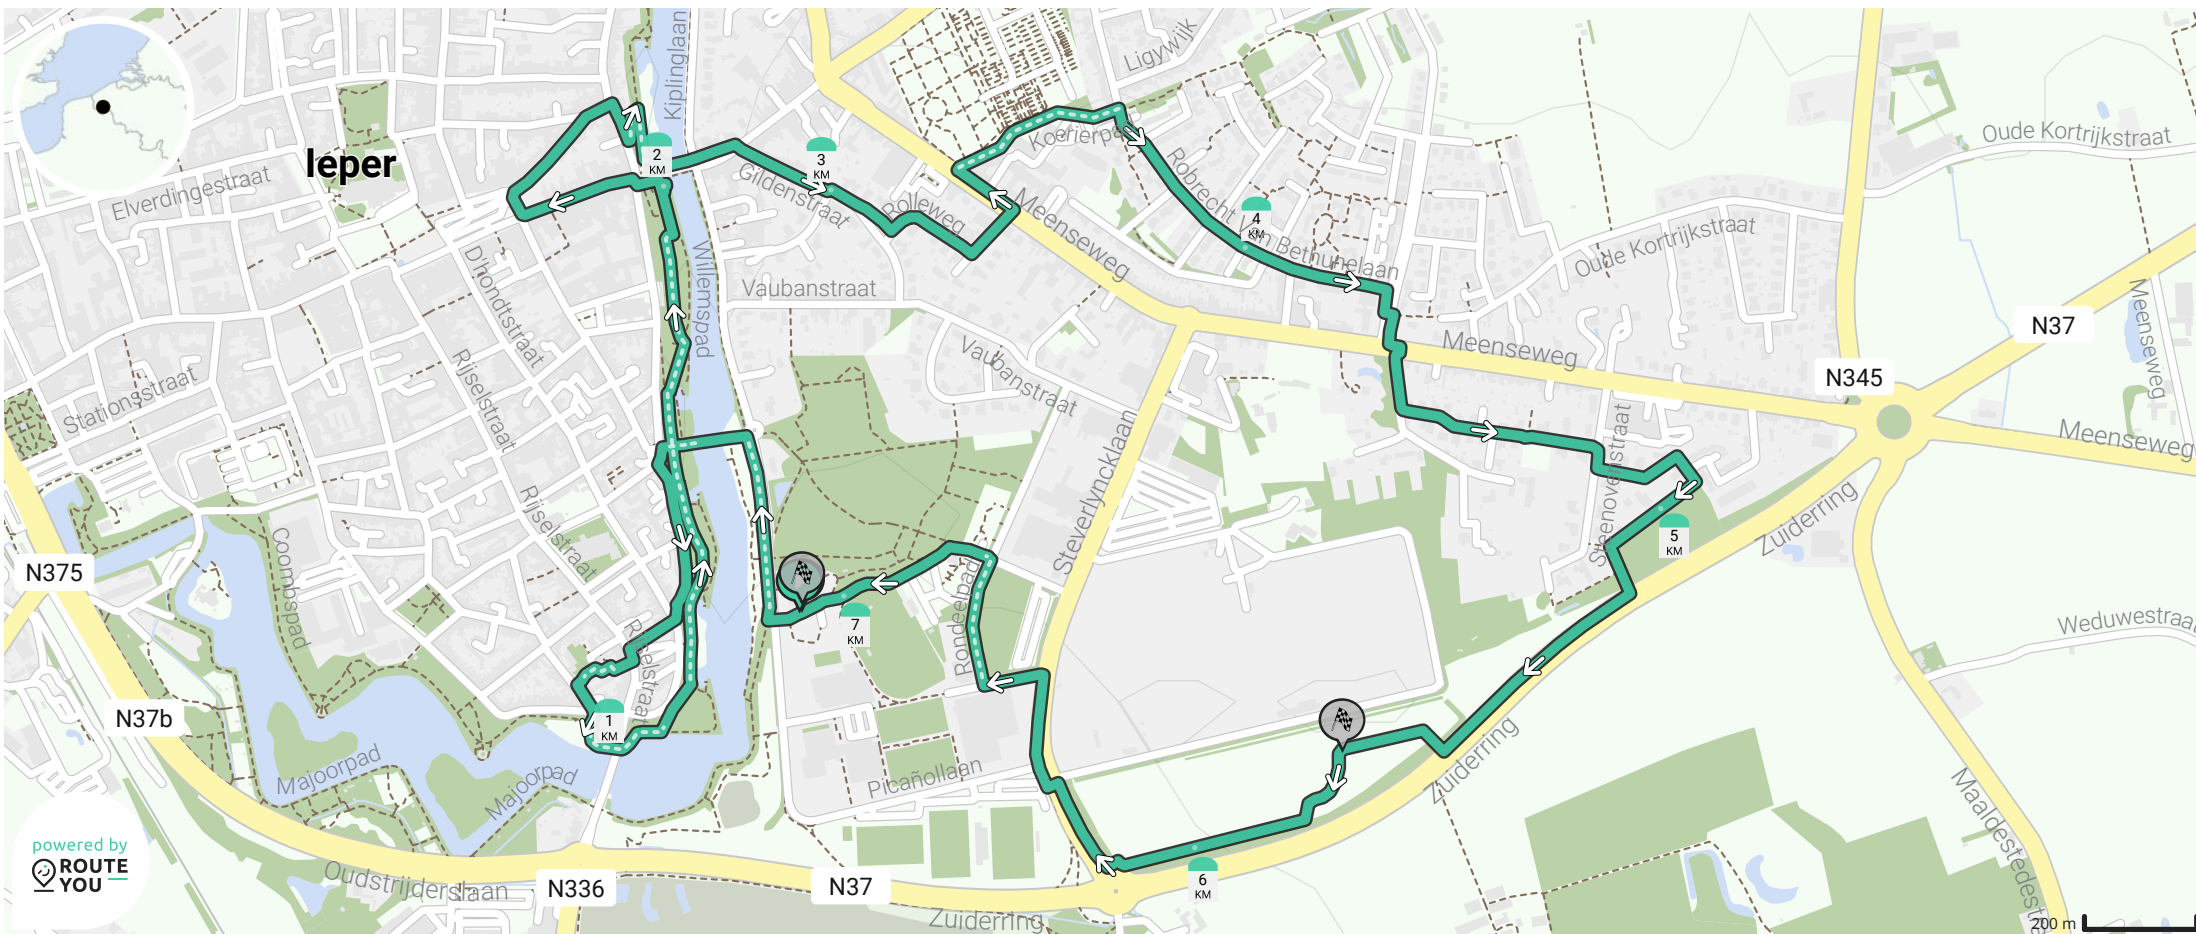 Kiplinglaan
Ligywijk
Ieper
Elverdingestraat
2
KM
3
KM
Gildenstraat
Rolleweg
Koerierpad
Meenseweg
Robrecht Van Bethunelaan
4
KM
Oude Kortrijkstraat
Oude Kortrijkstraat
D'hondtstraat
Willemspad
Vaubanstraat
Vaubanstraat
Meenseweg
N37
N345
Meenseweg
Meenseweg
Stationsstraat
Rijselstraat
Rijselstraat
Rijselstraat
Steverlyncklaan
Steenovenstraat
Zuiderring
5
KM
N375
Coombspad
Rondeelpad
7
KM
Weduwestraat
1
KM
N37b
Majoorpad
Majoorpad
Picañollaan
Zuiderring
Maaldestedestraat
powered by
ROUTE
YOU
Oudstrijderslaan
N336
N37
6
KM
Zuiderring
200 m